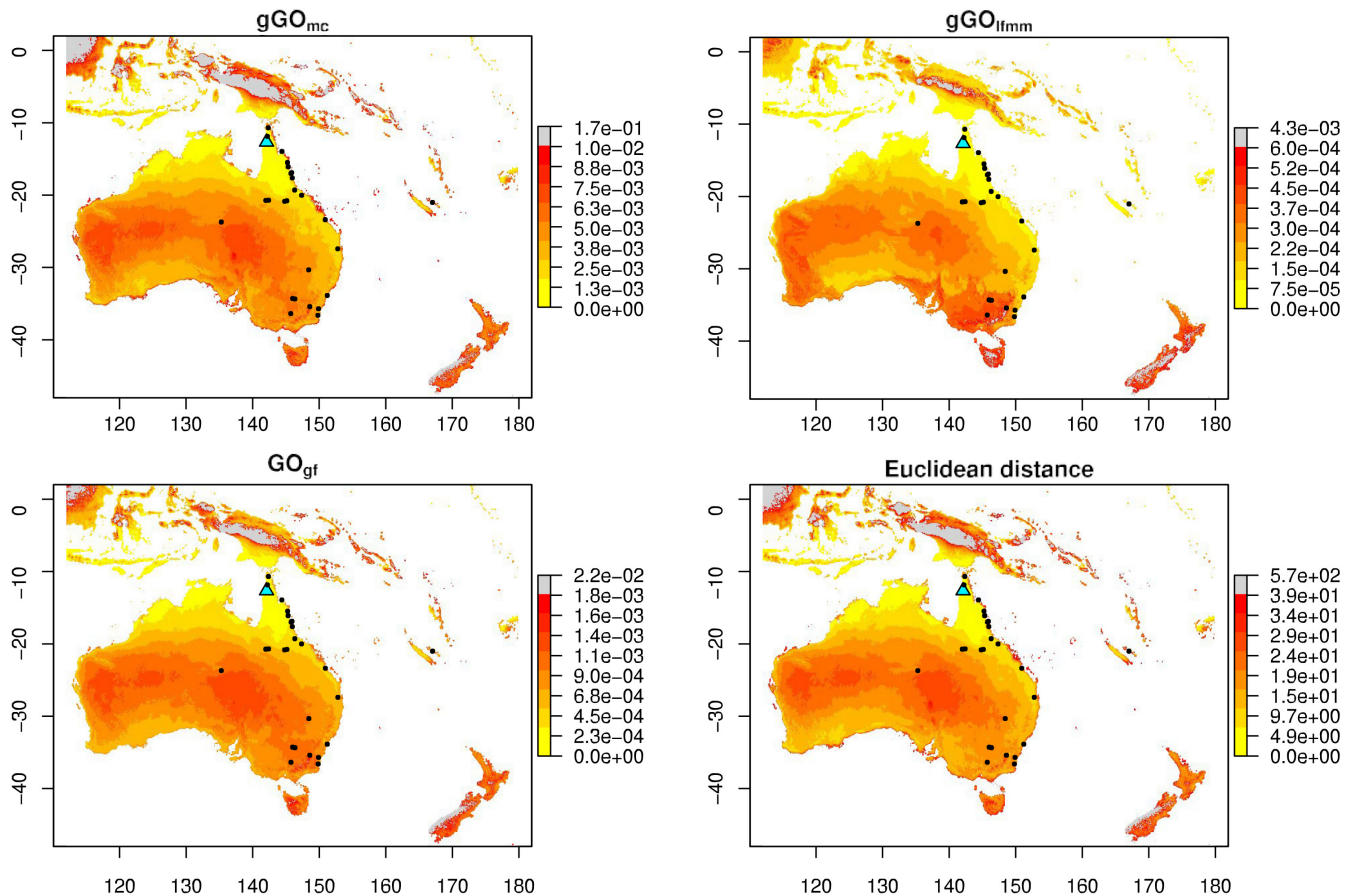 gGOmc
0
−10
−20
−30
−40
120 130 140 150 160 170 180
1.7e−01
1.0e−02
8.8e−03
7.5e−03
6.3e−03
5.0e−03
3.8e−03
2.5e−03
1.3e−03
0.0e+00
gGOlfmm
0
−10
−20
−30
−40
120 130 140 150 160 170 180
4.3e−03
6.0e−04
5.2e−04
4.5e−04
3.7e−04
3.0e−04
2.2e−04
1.5e−04
7.5e−05
0.0e+00
GOgf
0
−10
−20
−30
−40
120 130 140 150 160 170 180
2.2e−02
1.8e−03
1.6e−03
1.4e−03
1.1e−03
9.0e−04
6.8e−04
4.5e−04
2.3e−04
0.0e+00
Euclidean distance
0
−10
−20
−30
−40
120 130 140 150 160 170 180
5.7e+02
3.9e+01
3.4e+01
2.9e+01
2.4e+01
1.9e+01
1.5e+01
9.7e+00
4.9e+00
0.0e+00